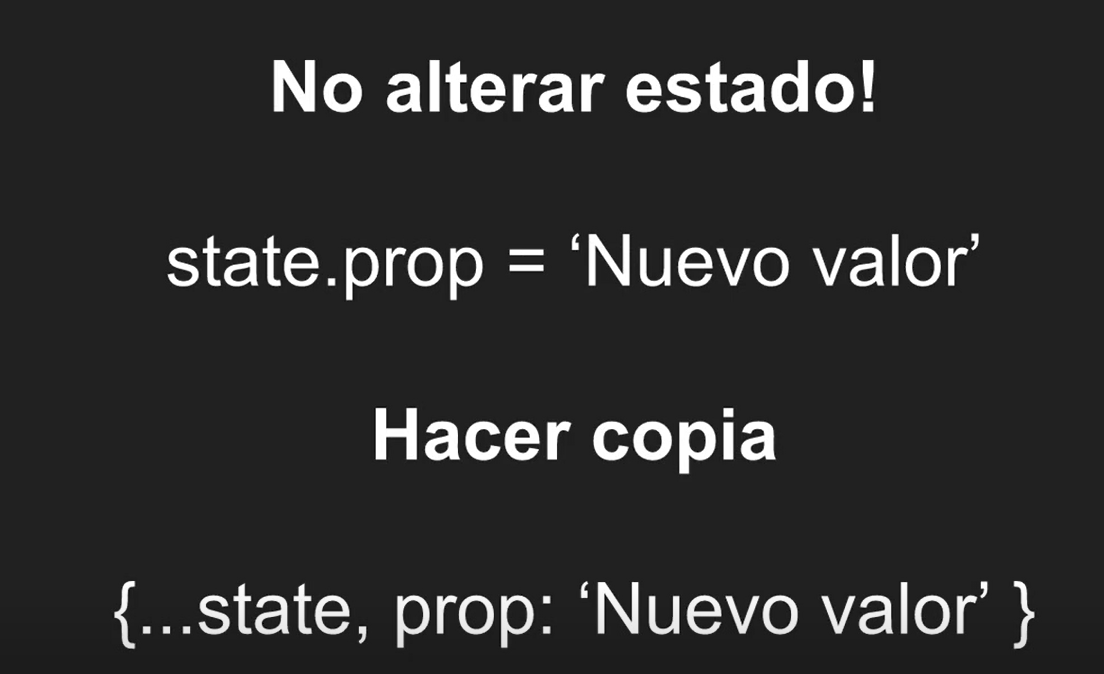 No alterar estado!
state.prop = ‘Nuevo valor’
Hacer copia
{...state, prop: ‘Nuevo valor’ }